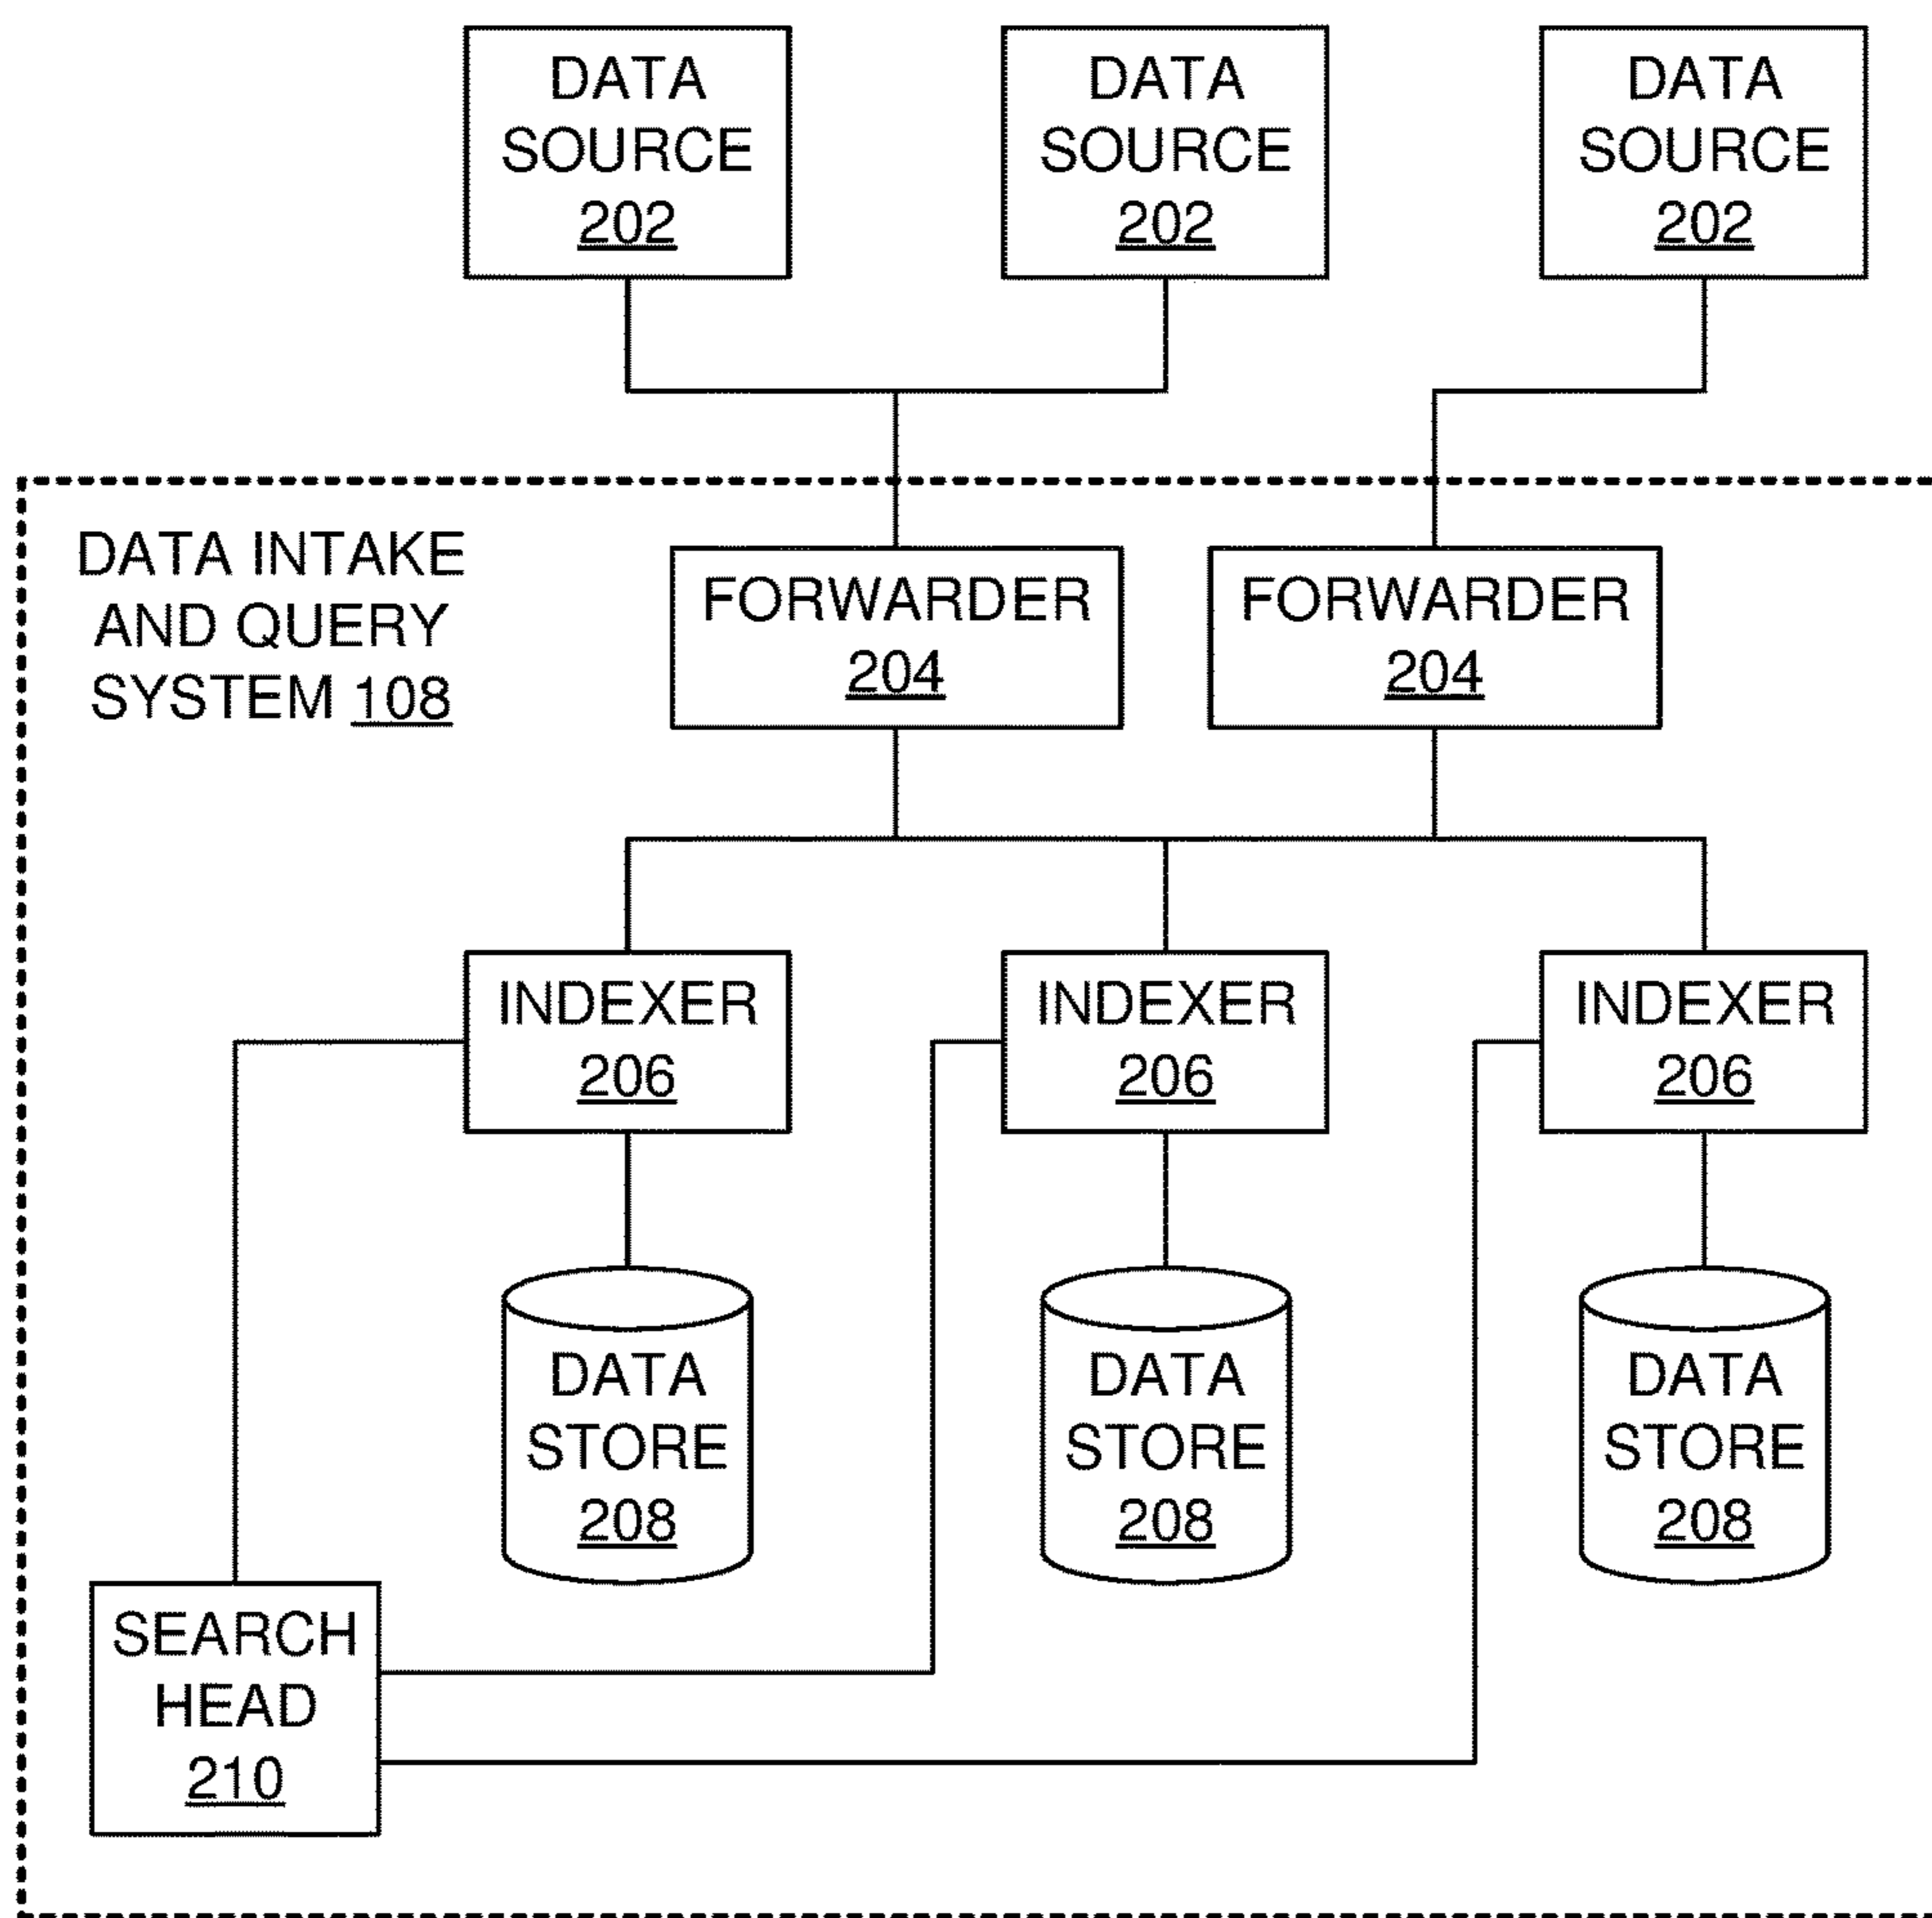 DATA
SOURCE
202
DATA
SOURCE
202
DATA
SOURCE
202
DATA INTAKE
AND QUERY
SYSTEM 108
FORWARDER
204
FORWARDER
204
INDEXER
206
INDEXER
206
INDEXER
206
DATA
STORE
208
DATA
STORE
208
DATA
STORE
208
SEARCH
HEAD
210